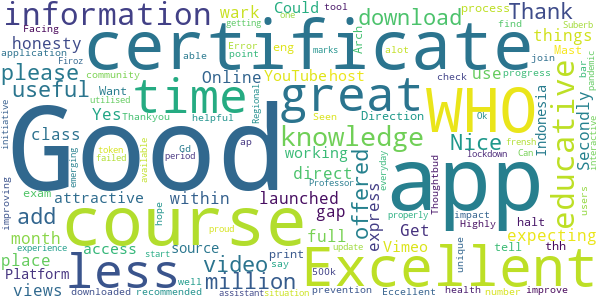 information
Could
download
Thank
process
one
tool
Facing
wark
getting
find
Suberb
honesty
certificate
things
application
able
Error
point
eng
Arch
Mast
please
Firoz
marks
alot
join
bar
pandemic
community
Online
YouTube
host
use
progress
useful
Want
time
great
WHO
check
educative
Indonesia
Secondly
initiative
Yes
utilised
Thankyou
Regionale
Seen
Direction
Ok
class
Good
helpful
knowledge
Nice
interactive
Gd
ap
token
failed
available
working
offered
Can
frensh
exam
emerging
period
direct
express
lockdown
everyday
Professor
app
Thoughtbud
users
improving
add
attractive
within
launched
gap
Get
properly
impact
Highly
halt
month
hope
course
full
Vimeo
expecting
place
experience
access
source
proud
Excellent
update
tell
unique
thh
Platform
start
less
video
print
say
million
500k
views
downloaded
recommended
well
assistant
situation
prevention
Eccellent
health
number
improve